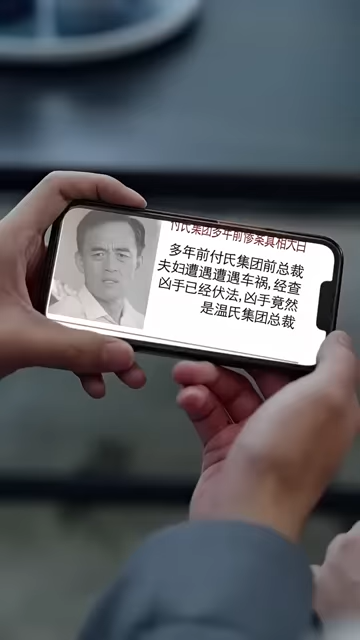 付氏集团多年前惨案真相大白
多年前付氏集团前总裁
夫妇遭遇遭遇车祸,经查
凶手已经伏法,凶手竟然
是温氏集团总裁